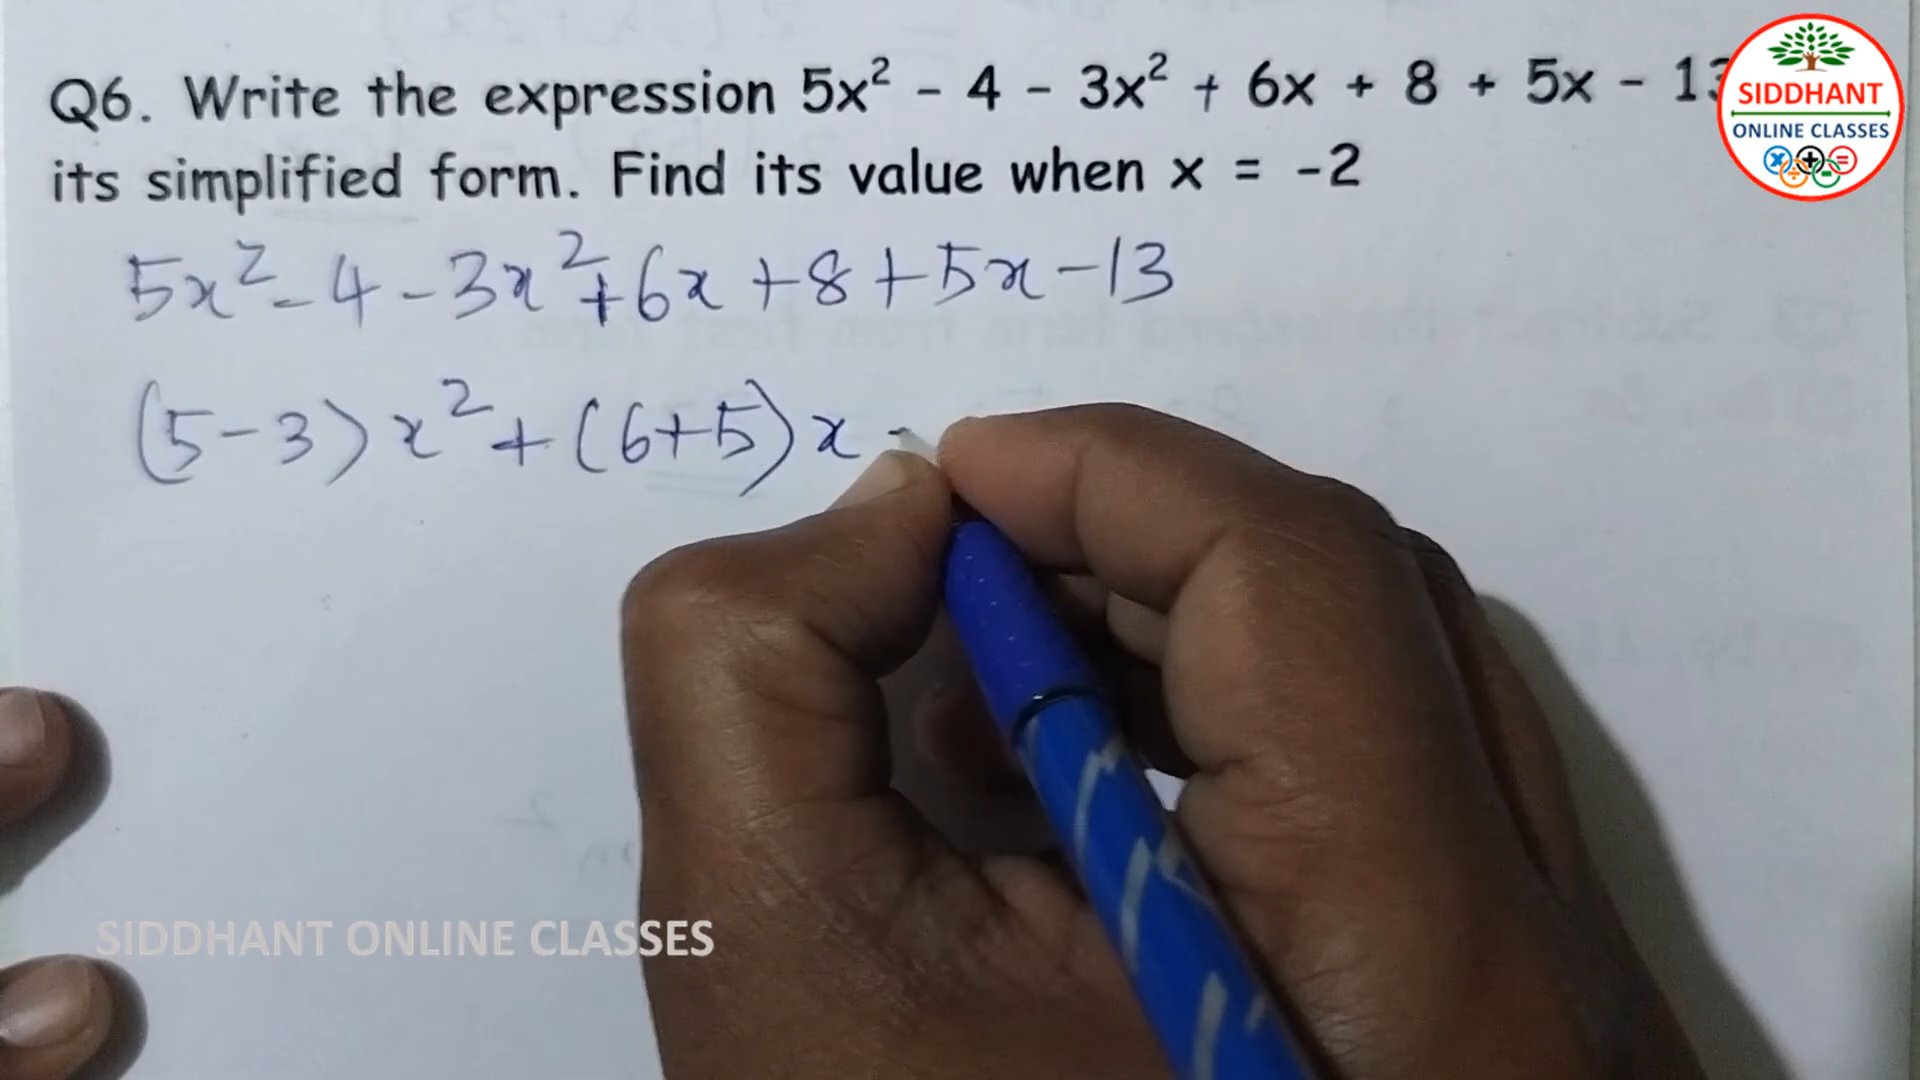 Q6. Write the expression 5x² - 4 - 3x² + 6x + 8 + 5x - 13
its simplified form. Find its value when x = -2
5x² - 4 - 3x² + 6x + 8 + 5x - 13
(5 - 3) x² + (6 + 5) x -
SIDDHANT
ONLINE CLASSES
SIDDHANT ONLINE CLASSES